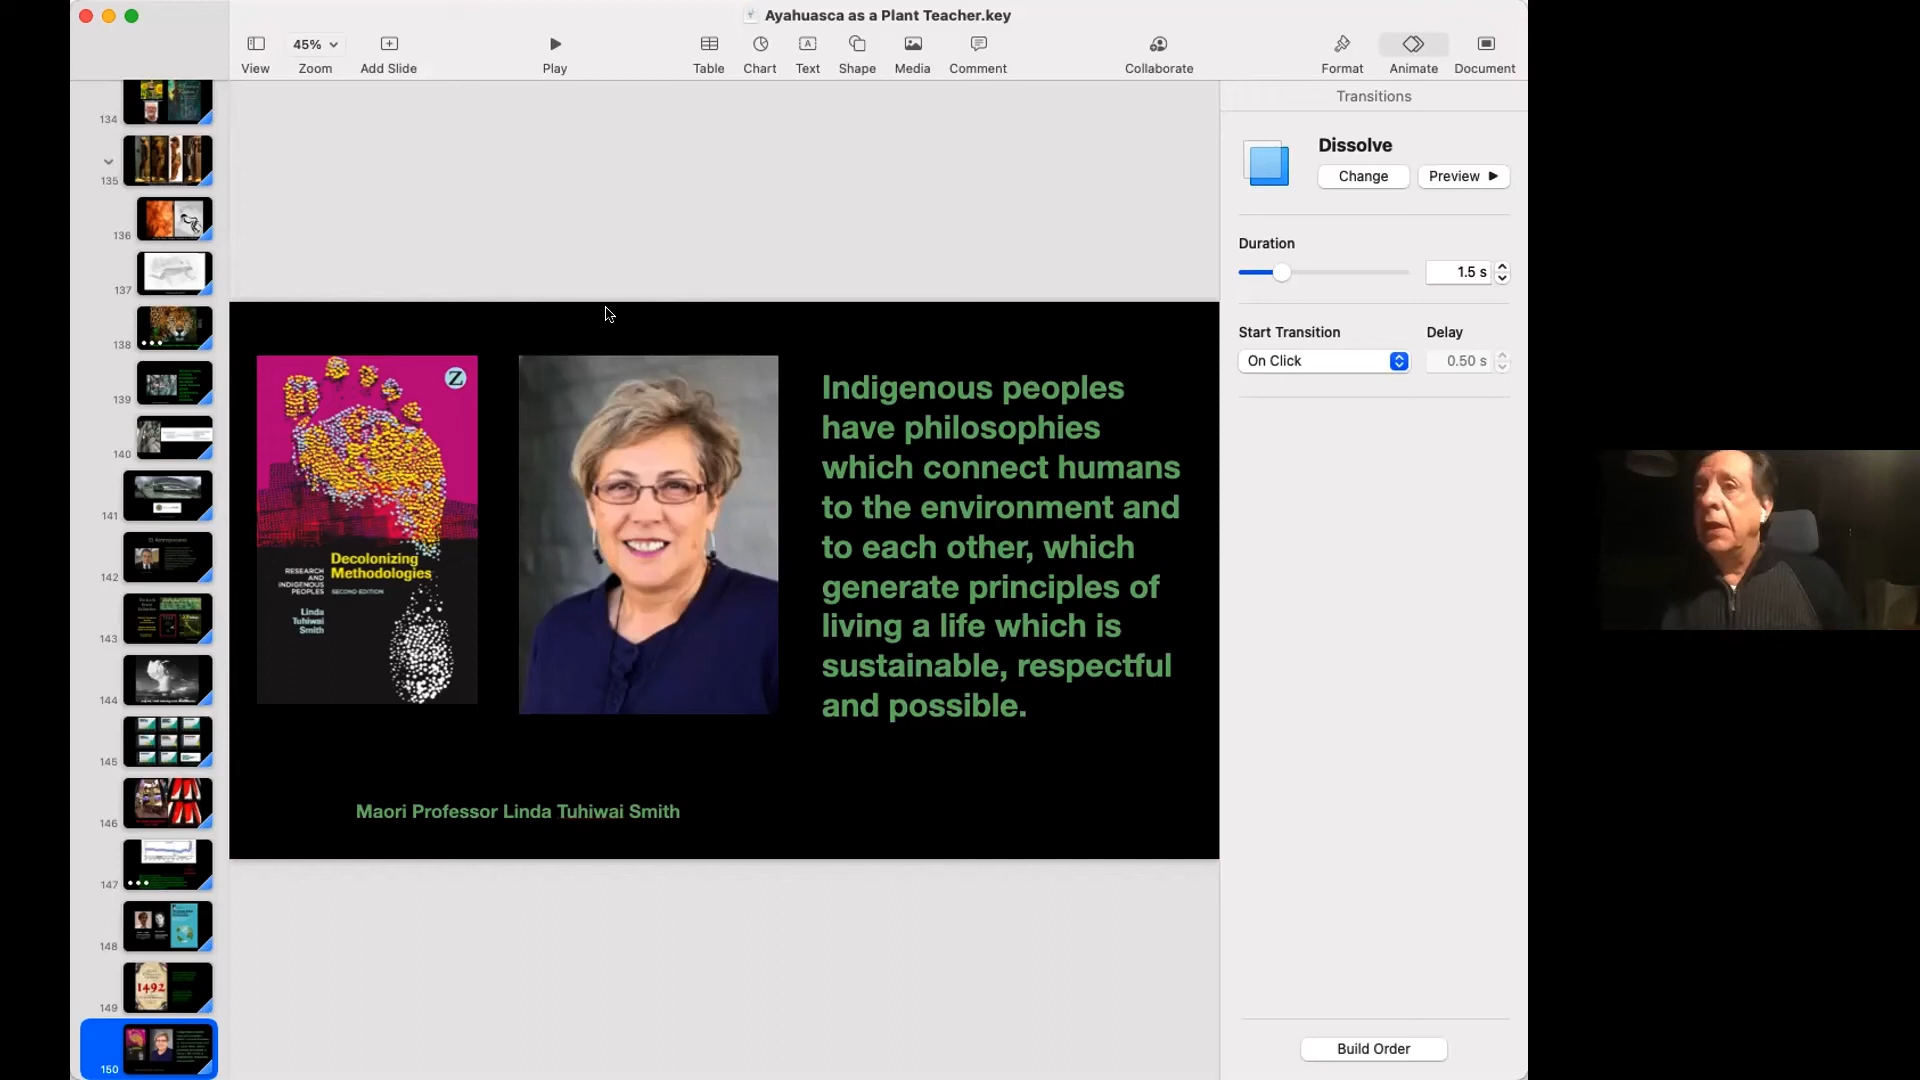 Ayahuasca as a Plant Teacher.key
45%
View
Zoom
Add Slide
Play
Table
Chart
Text
Shape
Media
Comment
Collaborate
Format
Animate
Document
Transitions
Dissolve
Change
Preview
Duration
1.5 s
Start Transition
Delay
On Click
0.50 s
Build Order
134
135
136
137
138
139
140
141
142
143
144
145
146
147
148
149
1492
150
Z
Decolonizing
Methodologies
RESEARCH
AND
INDIGENOUS
PEOPLES
SECOND EDITION
Linda
Tuhiwai
Smith
Indigenous peoples
have philosophies
which connect humans
to the environment and
to each other, which
generate principles of
living a life which is
sustainable, respectful
and possible.
Maori Professor Linda Tuhiwai Smith